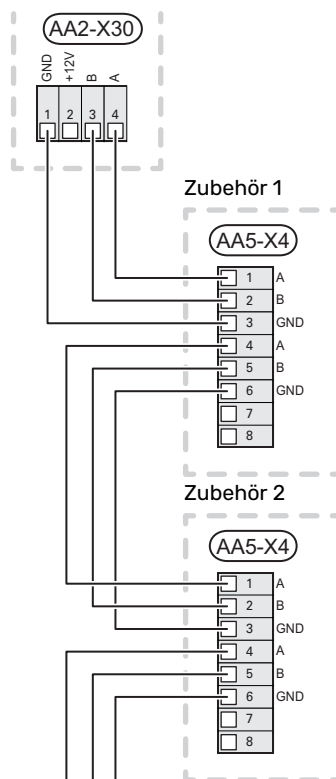 AA2-X30
GND +12V B A
1 2 3 4
Zubehör 1
AA5-X4
1 A
2 B
3 GND
4 A
5 B
6 GND
7
8
Zubehör 2
AA5-X4
1 A
2 B
3 GND
4 A
5 B
6 GND
7
8